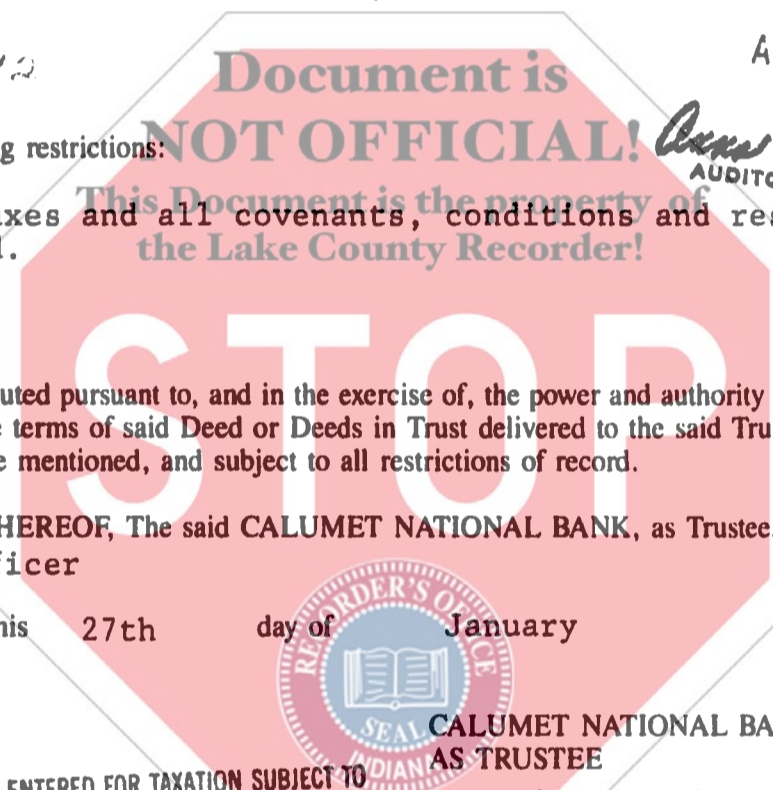 Document is
NOT OFFICIAL!
g restrictions:
AUDITO
This Document is the property of
axes and all covenants, conditions and res
the Lake County Recorder!
l.
STOP
uted pursuant to, and in the exercise of, the power and authority
e terms of said Deed or Deeds in Trust delivered to the said Tru
e mentioned, and subject to all restrictions of record.
HEREOF, The said CALUMET NATIONAL BANK, as Trustee
ficer
his 27th day of January
RECORDER'S OFFICE
SEAL
INDIANA
CALUMET NATIONAL BA
AS TRUSTEE
ENTERED FOR TAXATION SUBJECT TO